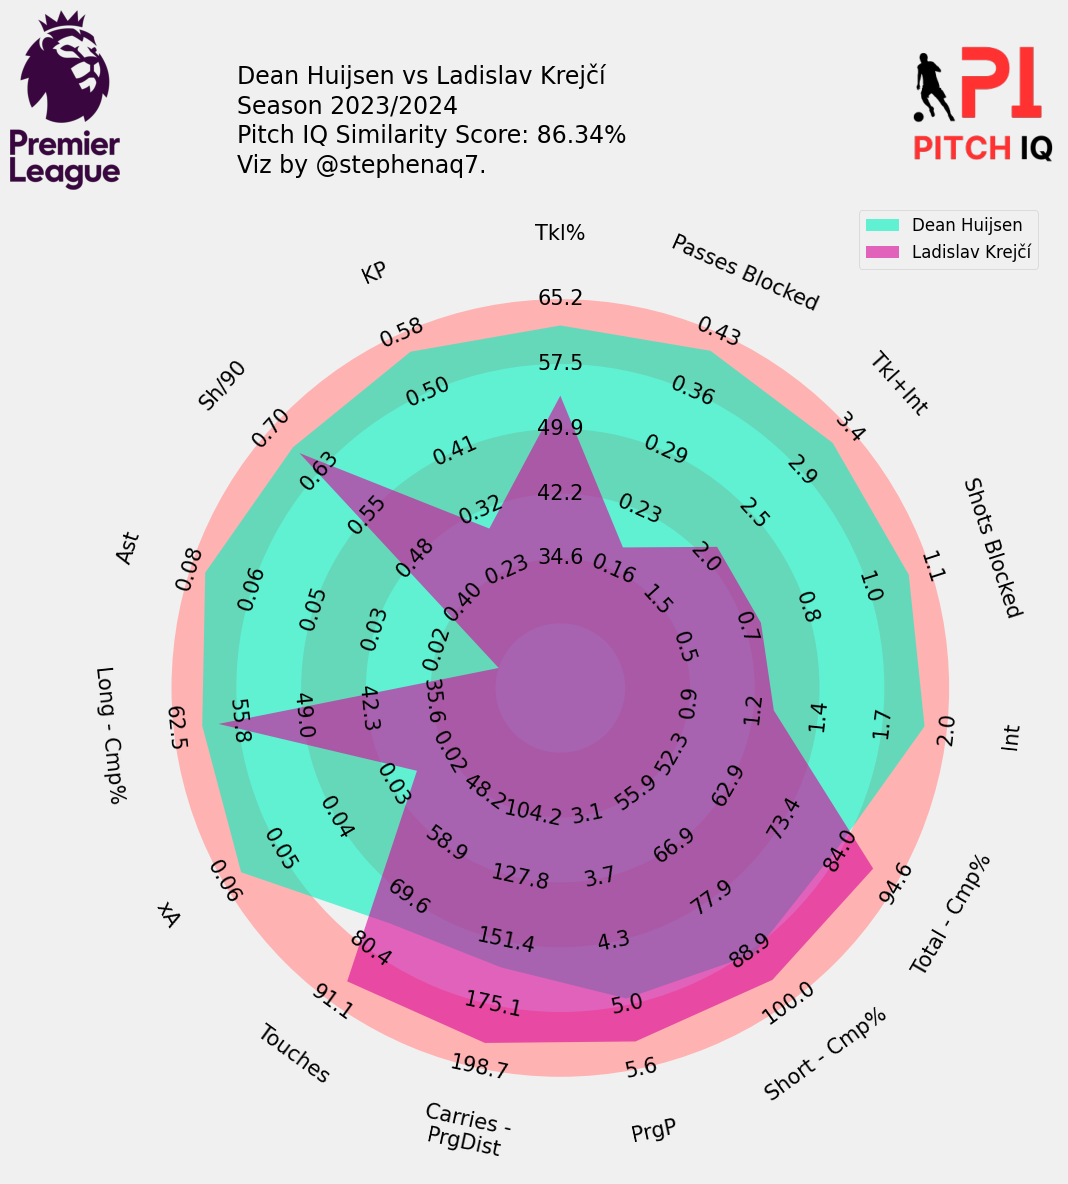 Dean Huijsen vs Ladislav Krejčí
Season 2023/2024
Pitch IQ Similarity Score: 86.34%
Viz by @stephenaq7.
Premier
League
PI
PITCH IQ
Dean Huijsen
Ladislav Krejčí
Tkl%
65.2
57.5
49.9
42.2
34.6
Passes Blocked
0.43
0.36
0.29
0.23
0.16
Tkl+Int
3.4
2.9
2.5
2.0
1.5
Shots Blocked
1.1
1.0
0.8
0.7
0.5
Int
2.0
1.7
1.4
1.2
0.9
Total - Cmp%
94.6
84.0
73.4
62.9
52.3
Short - Cmp%
100.0
88.9
77.9
66.9
55.9
PrgP
5.6
5.0
4.3
3.7
3.1
Carries -
PrgDist
198.7
175.1
151.4
127.8
104.2
Touches
91.1
80.4
69.6
58.9
48.2
xA
0.06
0.05
0.04
0.03
0.02
Long - Cmp%
62.5
55.8
49.0
42.3
35.6
Ast
0.08
0.06
0.05
0.03
0.02
Sh/90
0.70
0.63
0.55
0.48
0.40
KP
0.58
0.50
0.41
0.32
0.23